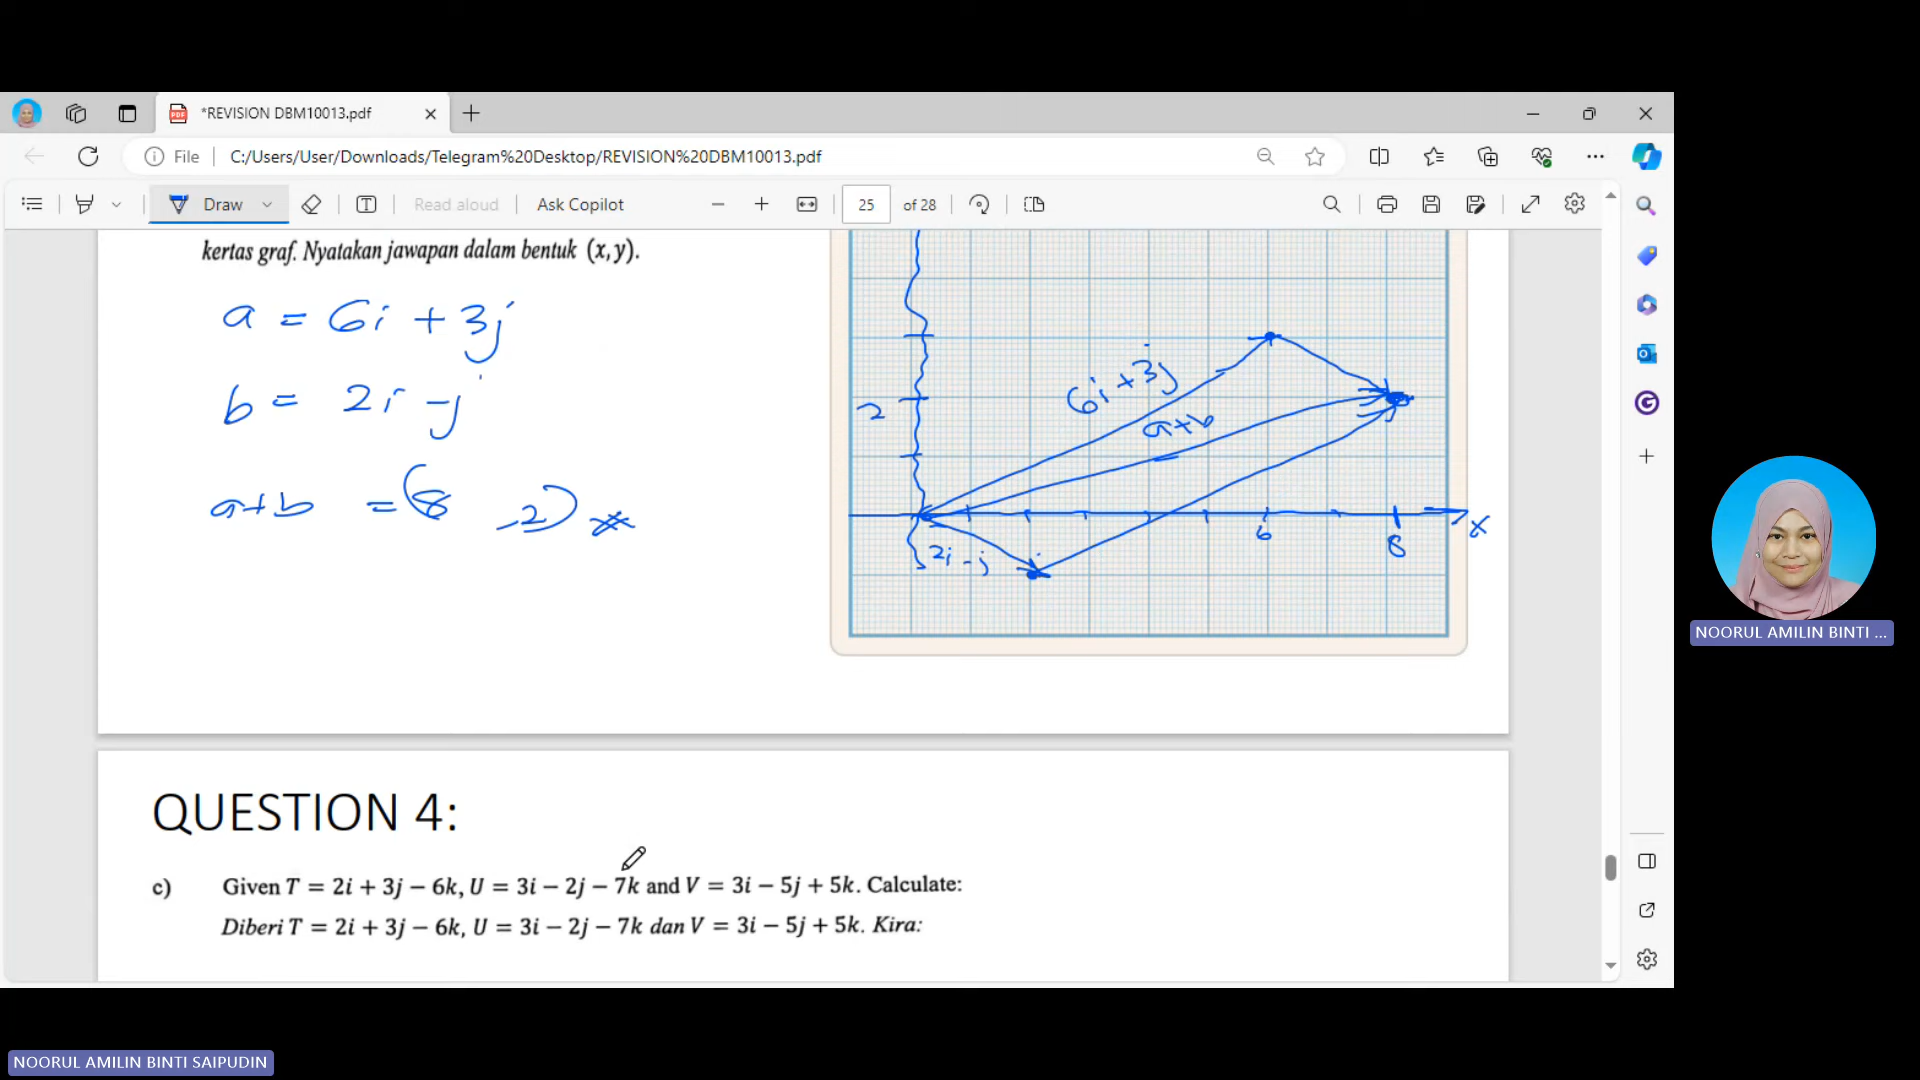 *REVISION DBM10013.pdf
File
C:/Users/User/Downloads/Telegram%20Desktop/REVISION%20DBM10013.pdf
Draw
Read aloud
Ask Copilot
25
of 28
kertas graf. Nyatakan jawapan dalam bentuk (x, y).
a = 6i + 3j
b = 2i - j
a+b = (8 , 2)
6i + 3j
a+b
2
2i - j
6
8
x
QUESTION 4:
c) Given T = 2i + 3j − 6k, U = 3i − 2j − 7k and V = 3i − 5j + 5k. Calculate:
Diberi T = 2i + 3j − 6k, U = 3i − 2j − 7k dan V = 3i − 5j + 5k. Kira:
NOORUL AMILIN BINTI ...
NOORUL AMILIN BINTI SAIPUDIN